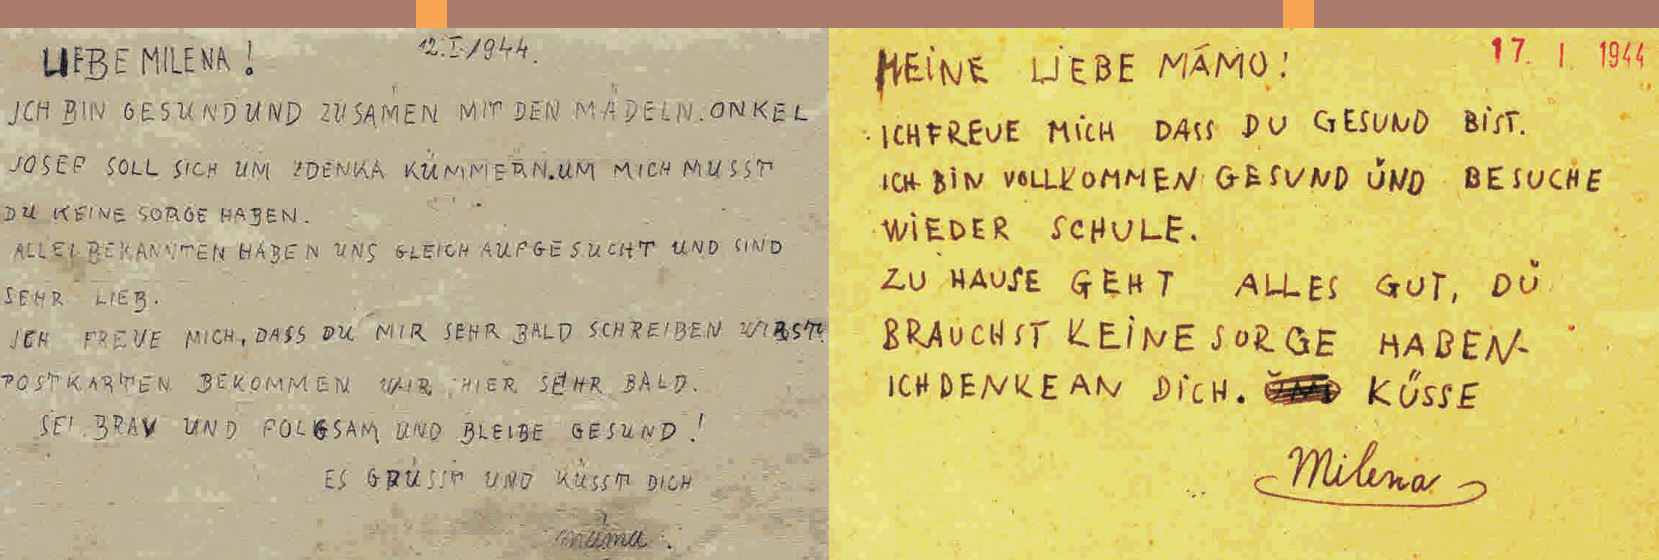 LIEBE MILENA !
12.I.1944.
ICH BIN GESUND UND ZUSAMEN MIT DEN MÄDELN. ONKEL
JOSEF SOLL SICH UM ZDENKA KÜMMERN. UM MICH MUSST
DU KEINE SORGE HABEN.
ALLE BEKANNTEN HABEN UNS GLEICH AUFGESUCHT UND SIND
SEHR LIEB.
ICH FREUE MICH, DASS DU MIR SEHR BALD SCHREIBEN WIRST.
POSTKARTEN BEKOMMEN WIR HIER SEHR BALD.
SEI BRAV UND FOLGSAM UND BLEIBE GESUND !
ES GRÜSST UND KÜSST DICH
máma.
17. I. 1944
MEINE LIEBE MÁMO!
ICH FREUE MICH DASS DU GESUND BIST.
ICH BIN VOLLKOMMEN GESUND ŬND BESUCHE
WIEDER SCHULE.
ZU HAUSE GEHT ALLES GUT, DŬ
BRAUCHST KEINE SORGE HABEN.
ICH DENKE AN DICH. KŰSSE
Milena